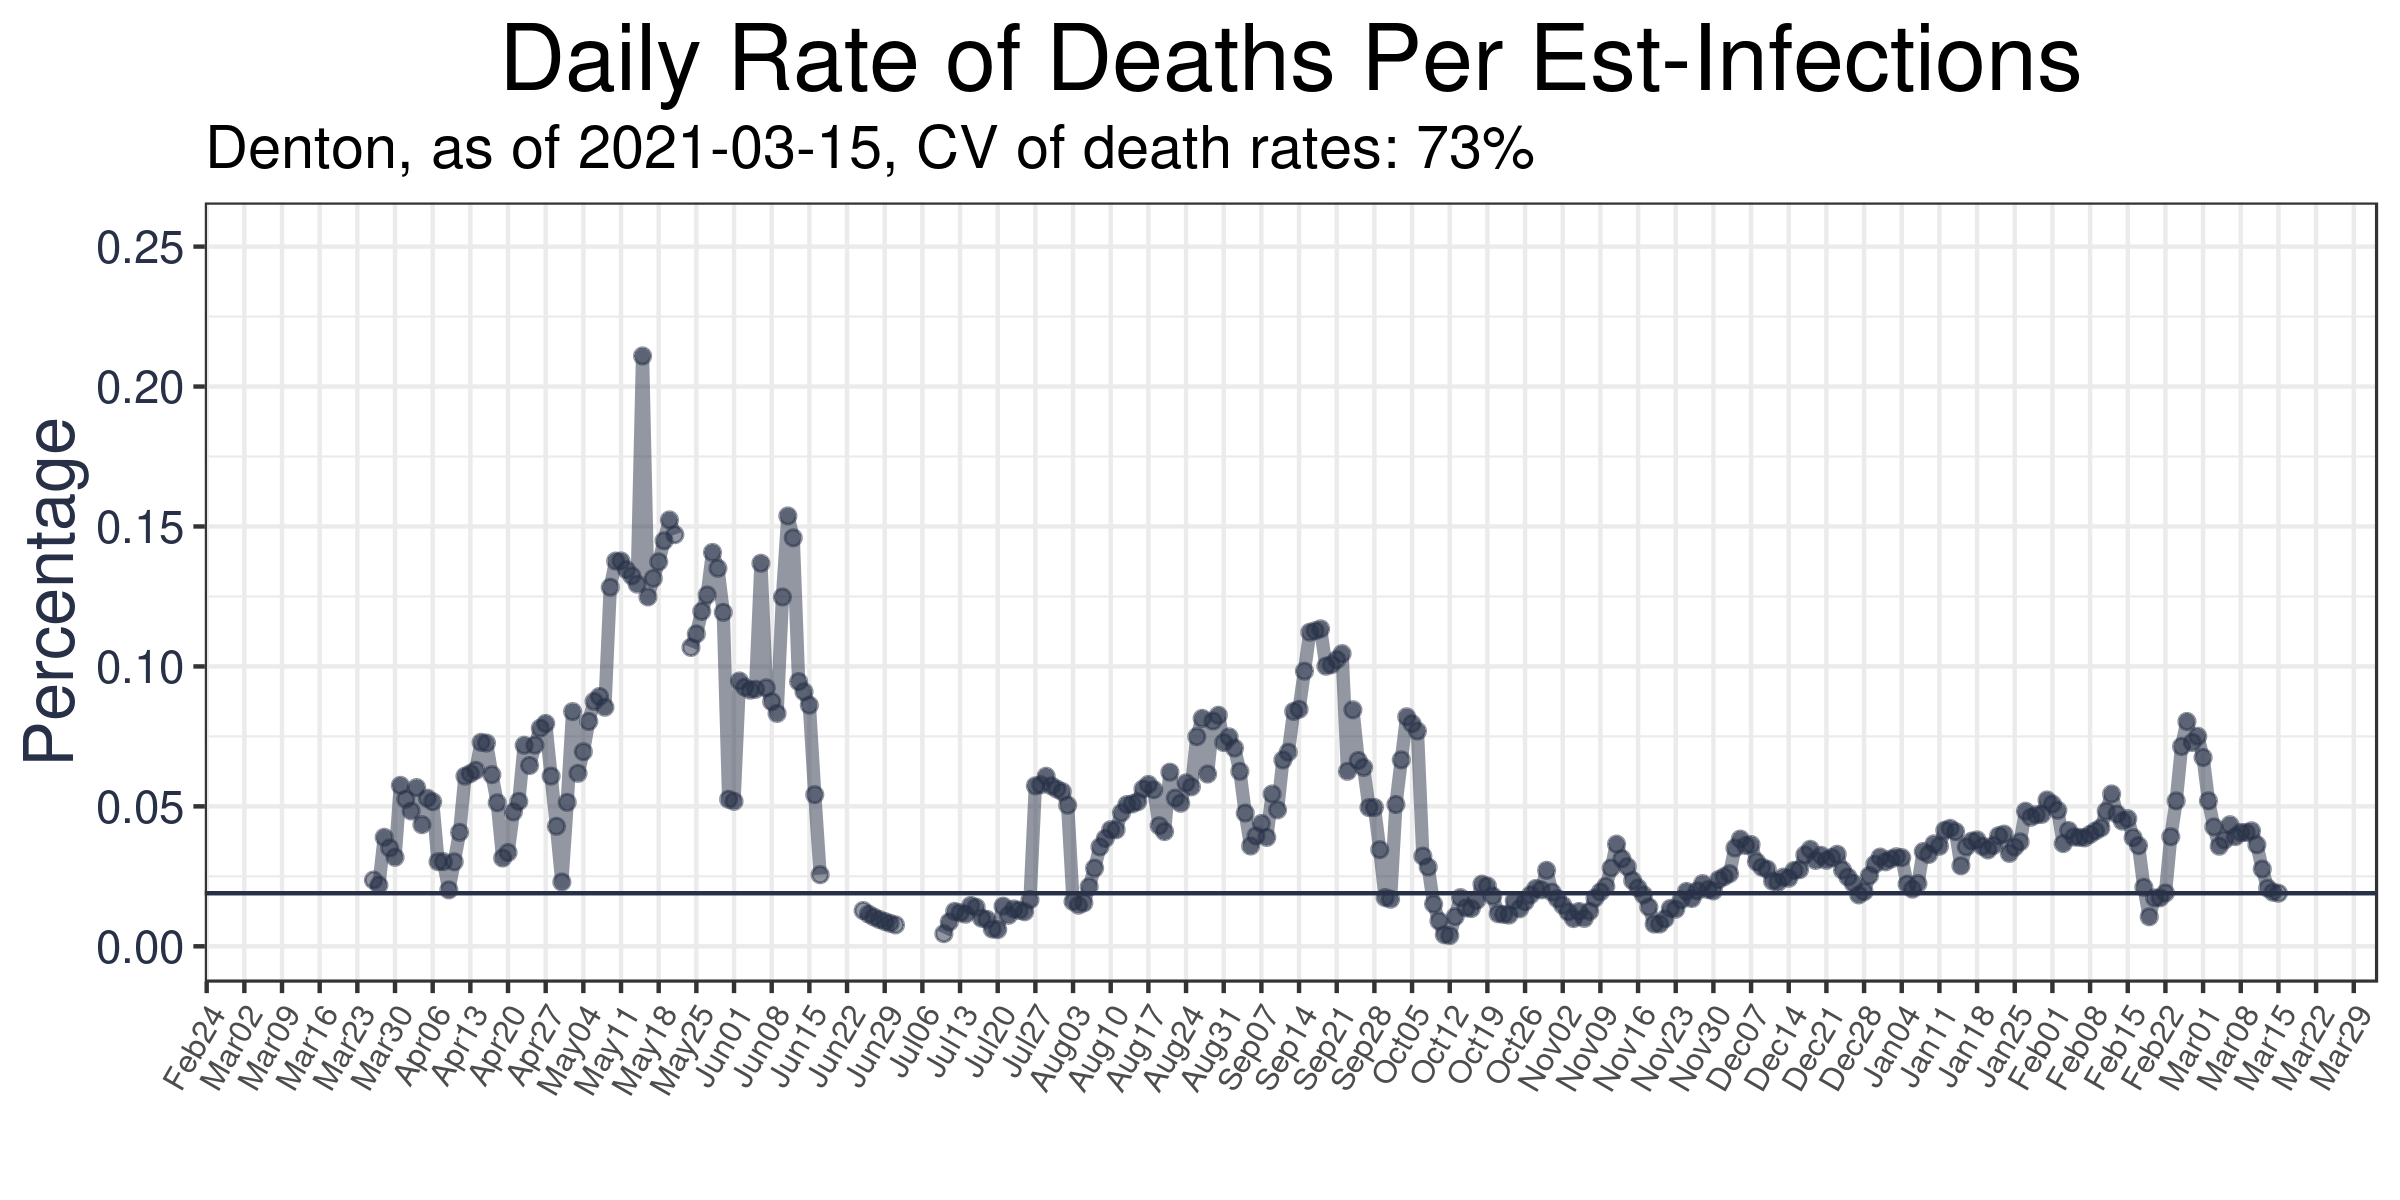 Daily Rate of Deaths Per Est-Infections
Denton, as of 2021-03-15, CV of death rates: 73%
Percentage
0.25
0.20
0.15
0.10
0.05
0.00
Feb24
Mar02
Mar09
Mar16
Mar23
Mar30
Apr06
Apr13
Apr20
Apr27
May04
May11
May18
May25
Jun01
Jun08
Jun15
Jun22
Jun29
Jul06
Jul13
Jul20
Jul27
Aug03
Aug10
Aug17
Aug24
Aug31
Sep07
Sep14
Sep21
Sep28
Oct05
Oct12
Oct19
Oct26
Nov02
Nov09
Nov16
Nov23
Nov30
Dec07
Dec14
Dec21
Dec28
Jan04
Jan11
Jan18
Jan25
Feb01
Feb08
Feb15
Feb22
Mar01
Mar08
Mar15
Mar22
Mar29